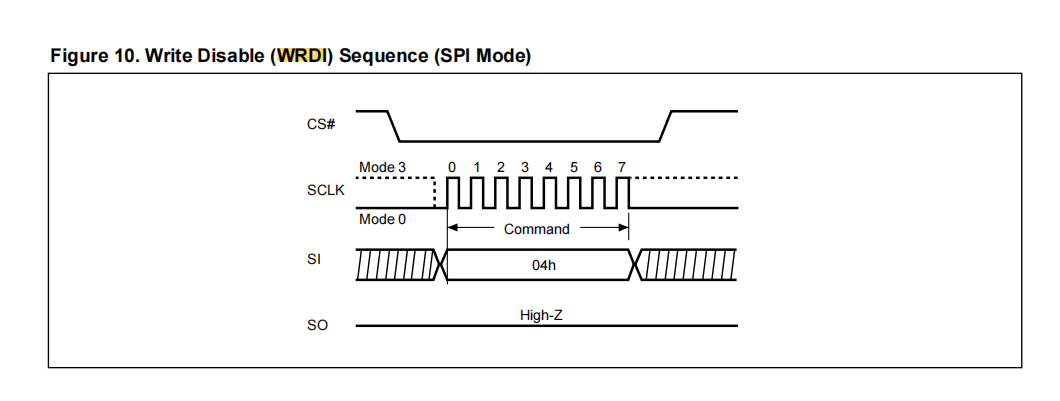 Figure 10. Write Disable (WRDI) Sequence (SPI Mode)
CS#
Mode 3 0 1 2 3 4 5 6 7
SCLK
Mode 0
Command
SI
04h
High-Z
SO